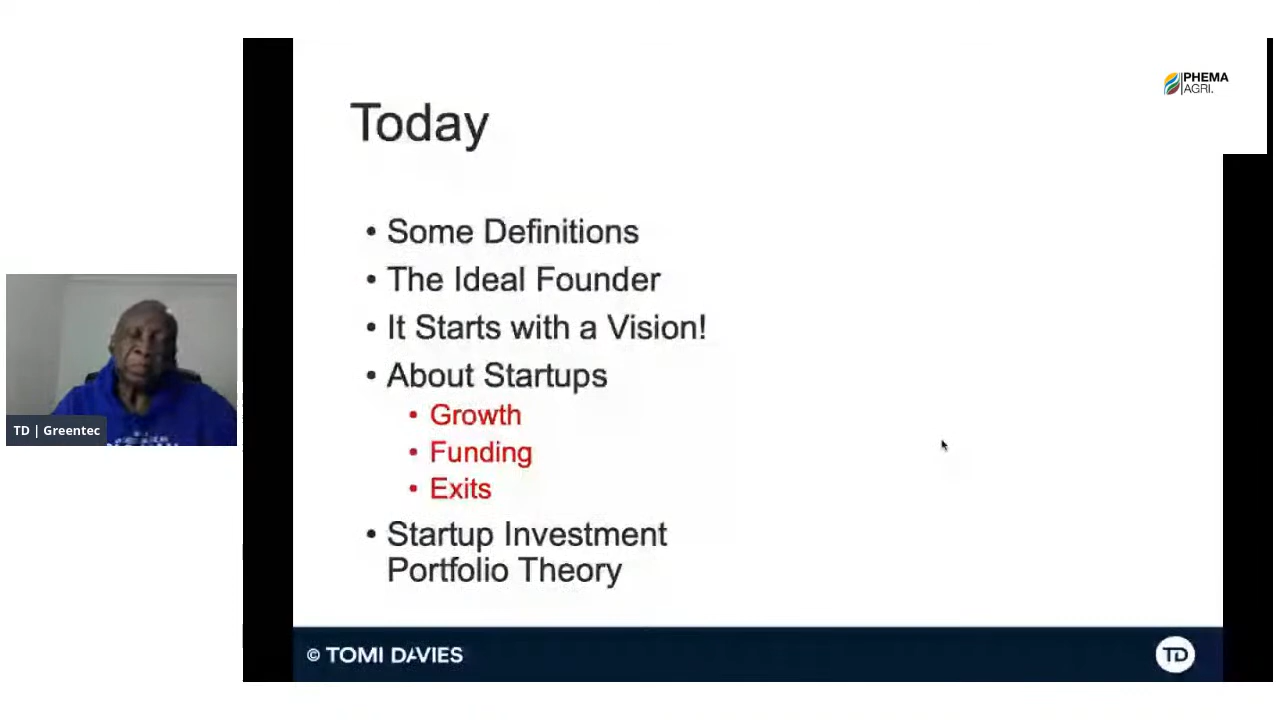 PHEMA
AGRI.
Today
• Some Definitions
• The Ideal Founder
• It Starts with a Vision!
• About Startups
• Growth
• Funding
• Exits
• Startup Investment
Portfolio Theory
TD | Greentec
© TOMI DAVIES
TD